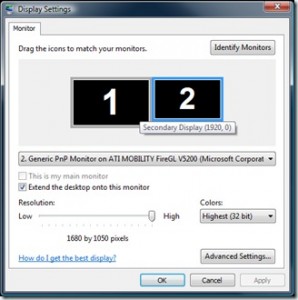 Display Settings
Monitor
Drag the icons to match your monitors.
Identify Monitors
1
2
Secondary Display (1920, 0)
2. Generic PnP Monitor on ATI MOBILITY FireGL V5200 (Microsoft Corporat
This is my main monitor
Extend the desktop onto this monitor
Resolution:
Colors:
Low
High
Highest (32 bit)
1680 by 1050 pixels
How do I get the best display?
Advanced Settings...
OK
Cancel
Apply